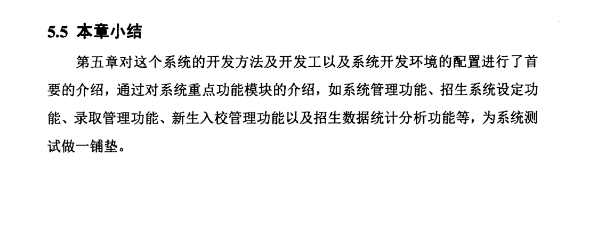 5.5 本章小结
第五章对这个系统的开发方法及开发工以及系统开发环境的配置进行了首
要的介绍，通过对系统重点功能模块的介绍，如系统管理功能、招生系统设定功
能、录取管理功能、新生入校管理功能以及招生数据统计分析功能等，为系统测
试做一铺垫。